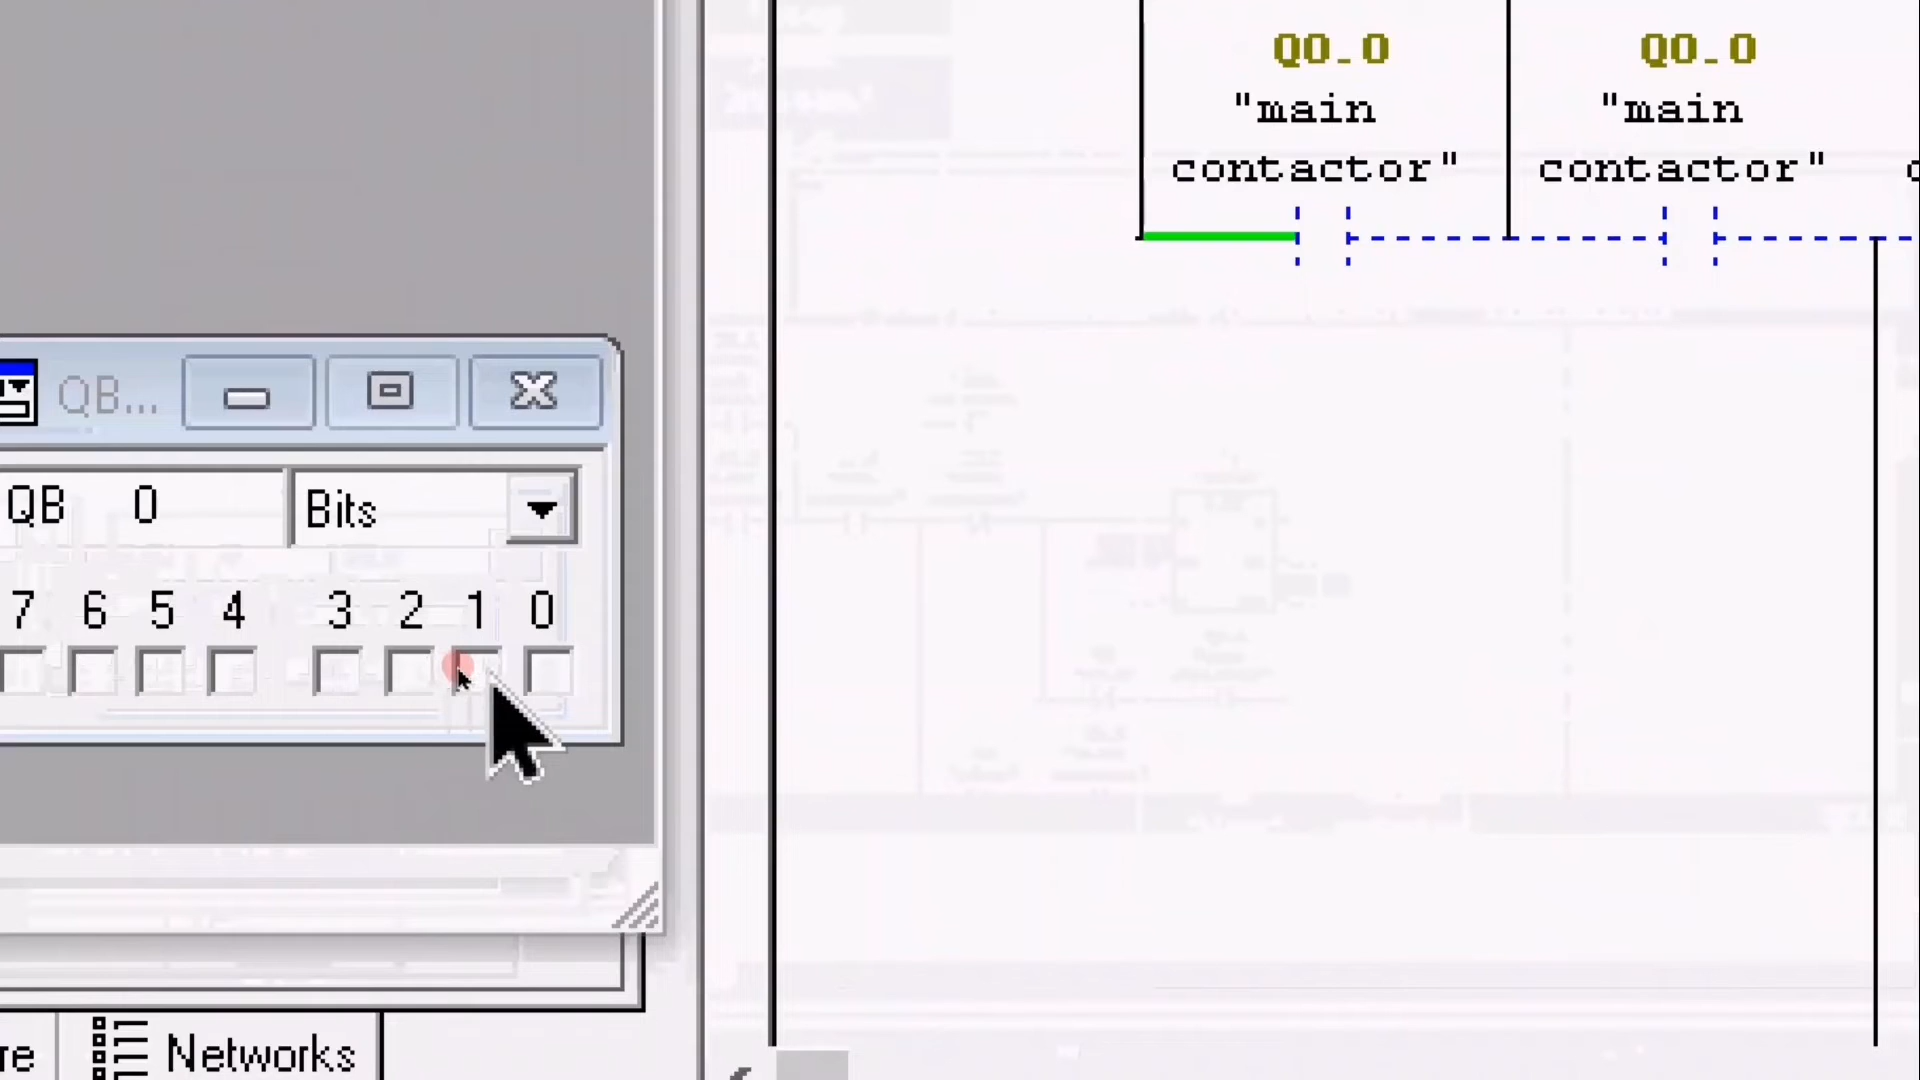 Q0.0 Q0.0
"main "main
contactor" contactor"
QB...
QB 0 Bits
7 6 5 4 3 2 1 0
re Networks